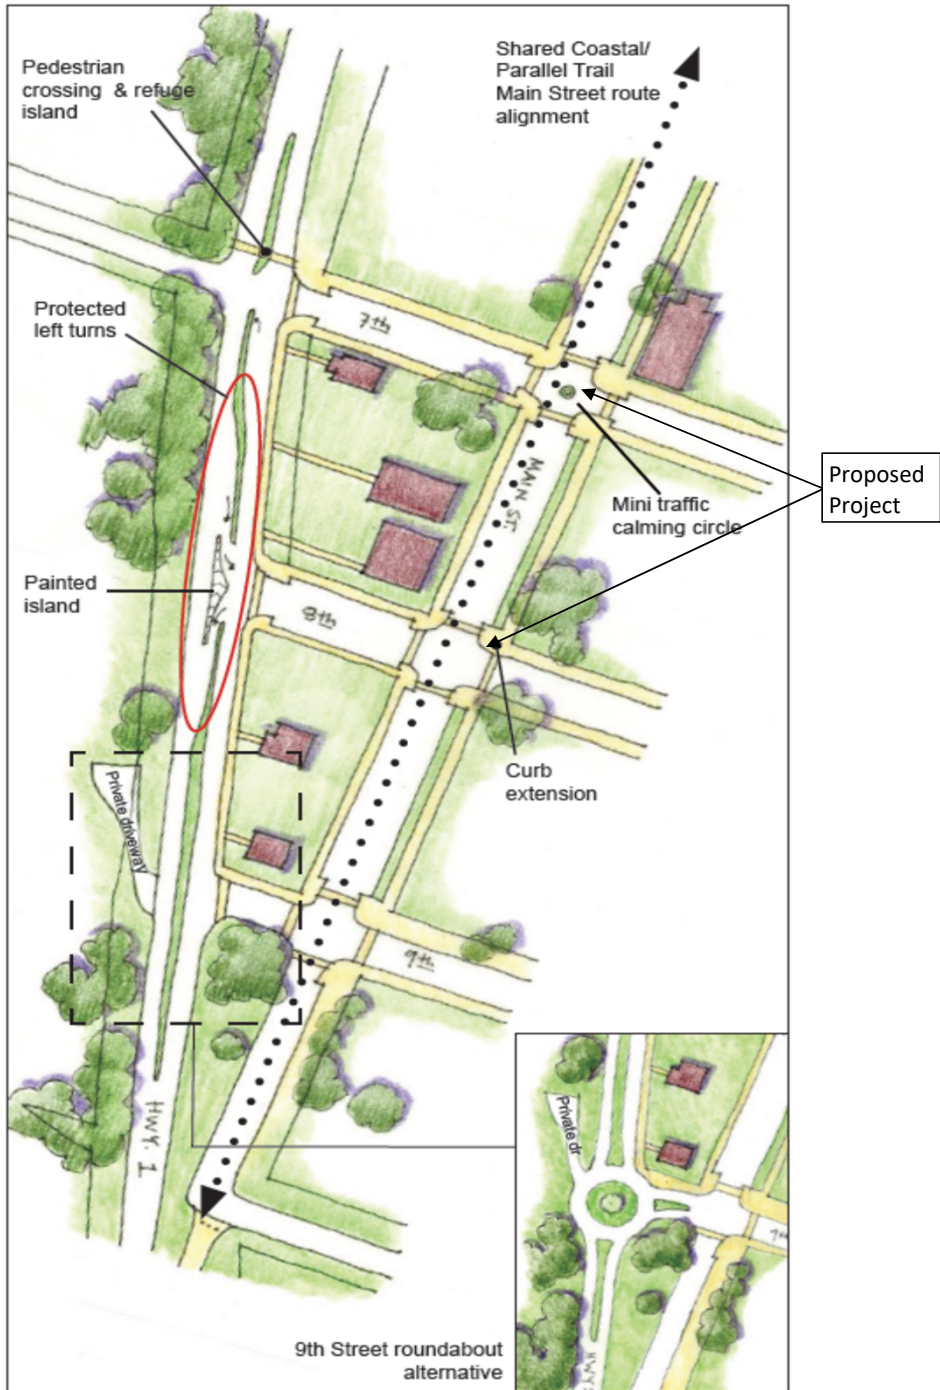 Pedestrian
crossing & refuge
island
Shared Coastal/
Parallel Trail
Main Street route
alignment
Protected
left turns
7th
MAIN ST.
Mini traffic
calming circle
Proposed
Project
Painted
island
8th
Curb
extension
Private driveway
9th
HWY. 1
Private dr
9th Street roundabout
alternative